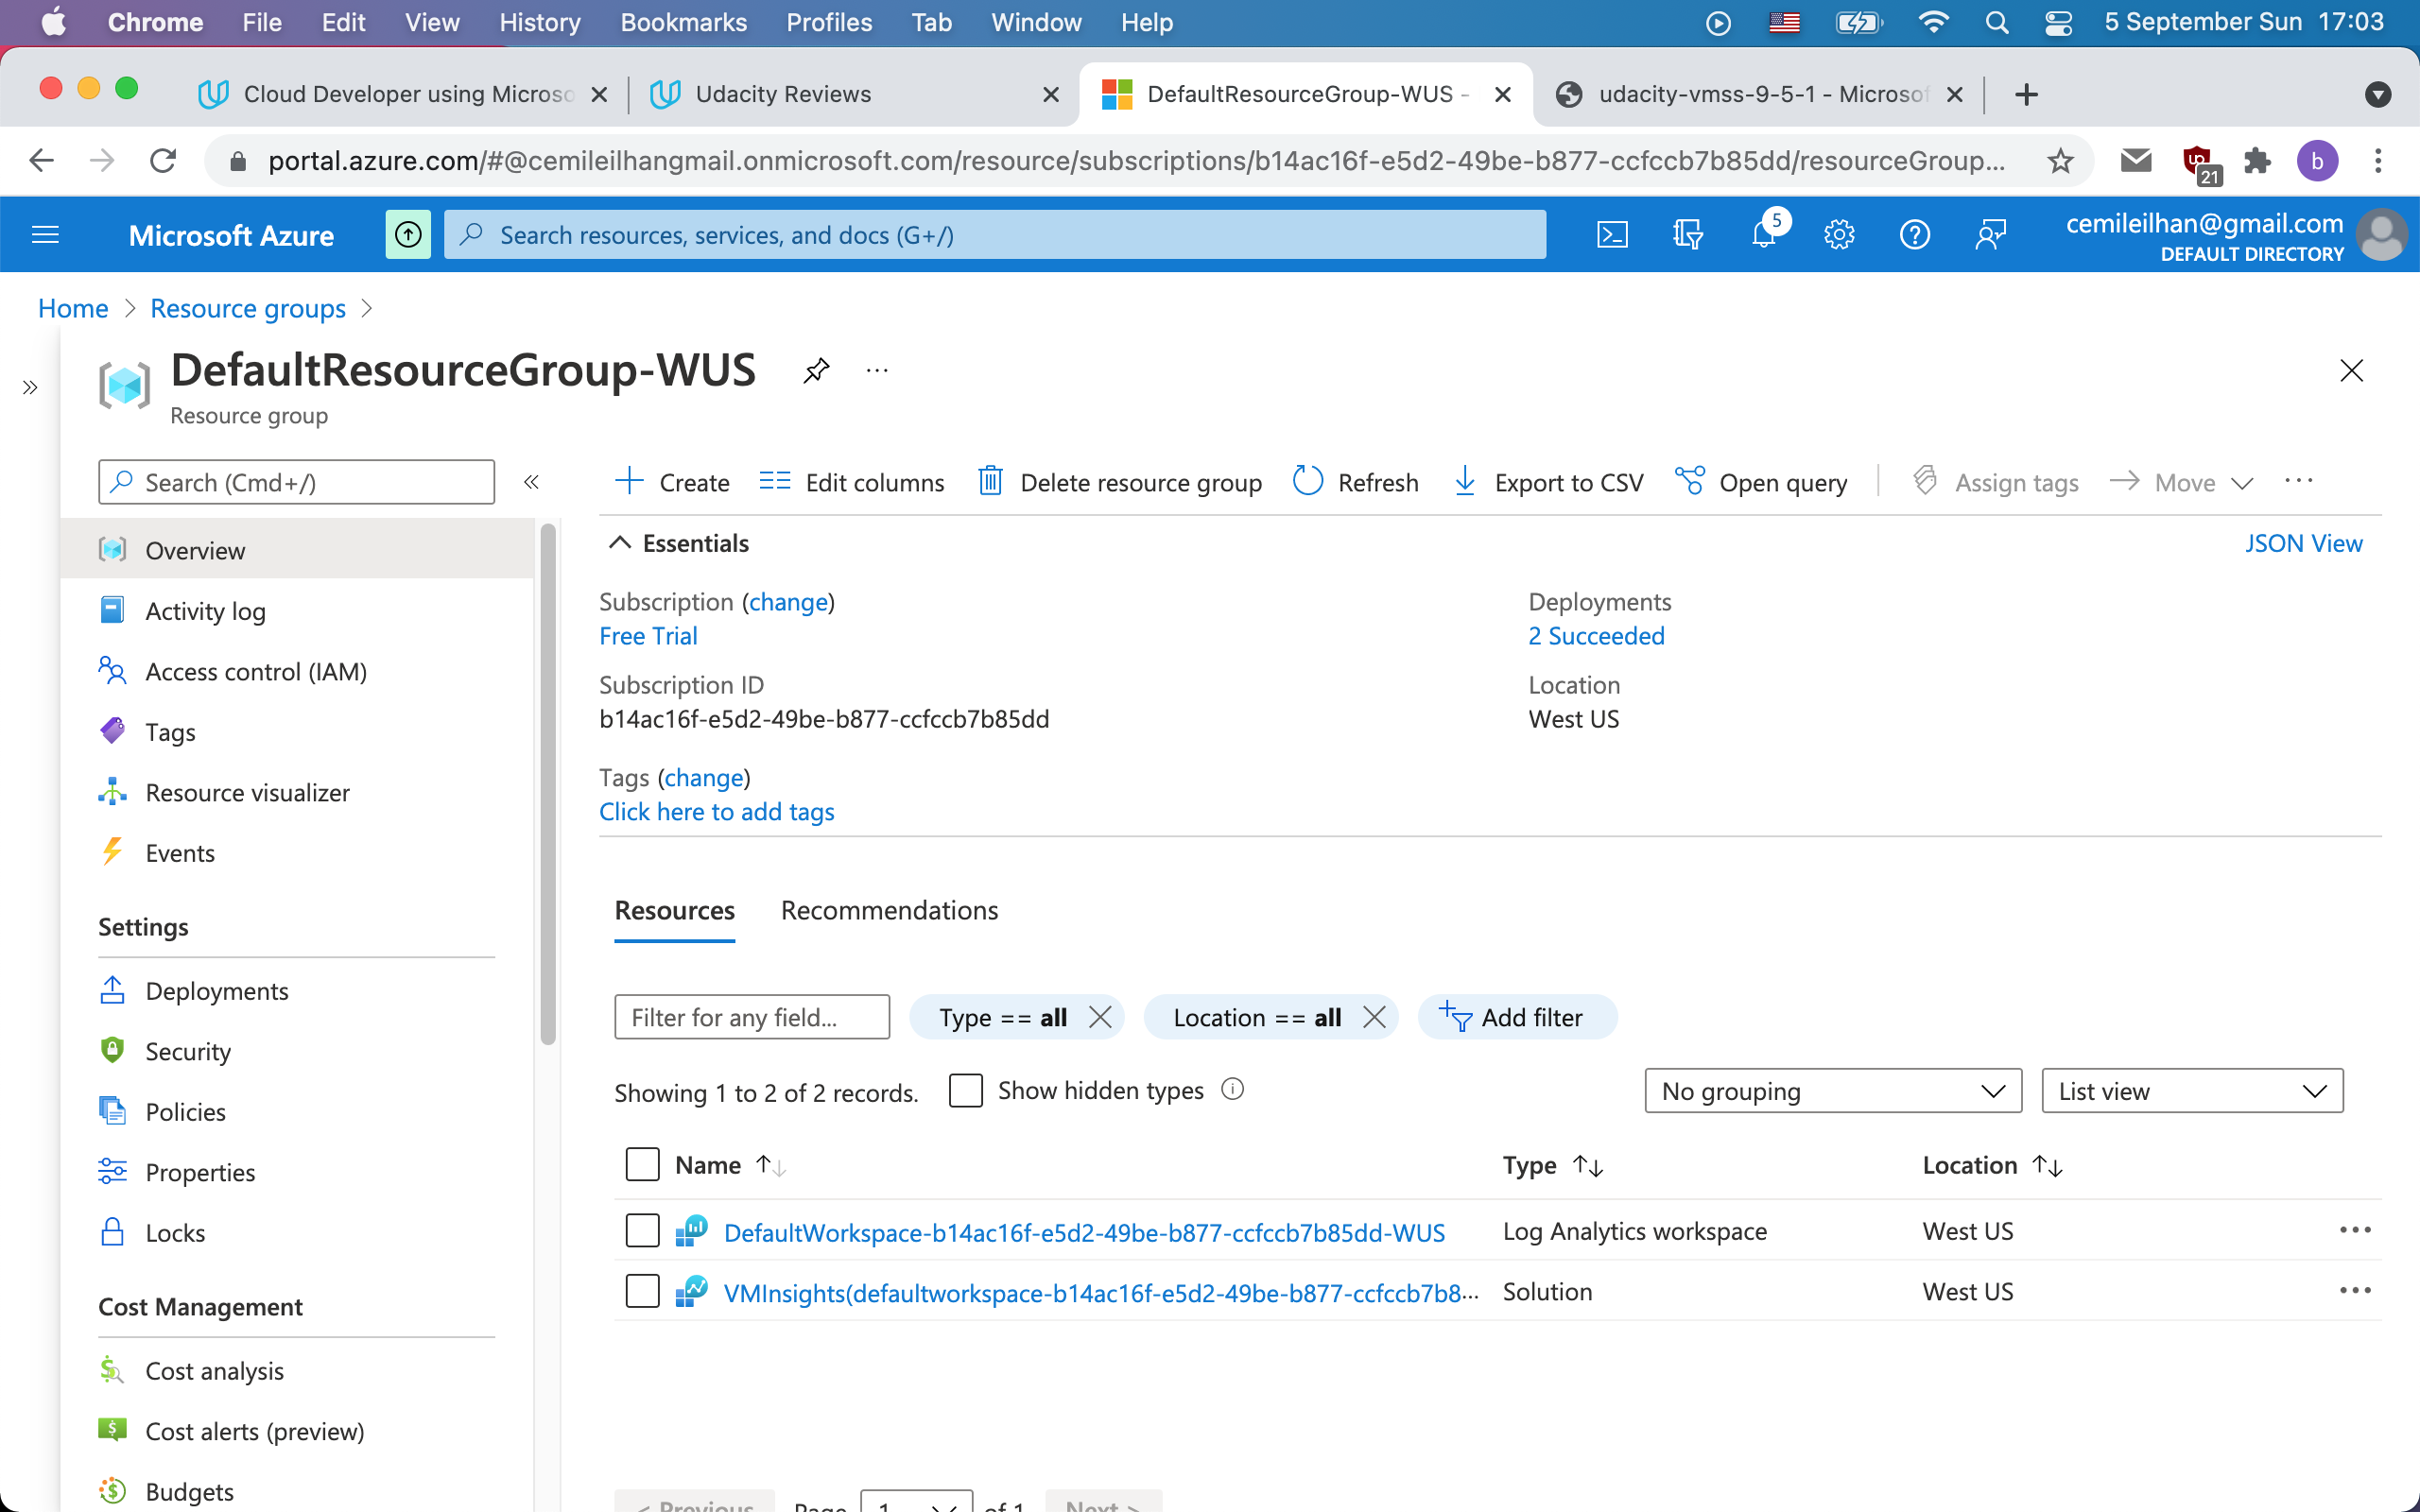 Chrome File Edit View History Bookmarks Profiles Tab Window Help 5 September Sun 17:03
Cloud Developer using Microso Udacity Reviews DefaultResourceGroup-WUS - udacity-vmss-9-5-1 - Microsof
portal.azure.com/#@cemileilhangmail.onmicrosoft.com/resource/subscriptions/b14ac16f-e5d2-49be-b877-ccfccb7b85dd/resourceGroup... 21 b
Microsoft Azure Search resources, services, and docs (G+/) 5 cemileilhan@gmail.com
DEFAULT DIRECTORY
Home > Resource groups >
DefaultResourceGroup-WUS ...
Resource group
Search (Cmd+/) « Create Edit columns Delete resource group Refresh Export to CSV Open query Assign tags Move ...
Overview
Activity log
Access control (IAM)
Tags
Resource visualizer
Events
Settings
Deployments
Security
Policies
Properties
Locks
Cost Management
Cost analysis
Cost alerts (preview)
Budgets
Essentials JSON View
Subscription (change)
Free Trial
Deployments
2 Succeeded
Subscription ID
b14ac16f-e5d2-49be-b877-ccfccb7b85dd
Location
West US
Tags (change)
Click here to add tags
Resources Recommendations
Filter for any field... Type == all Location == all Add filter
Showing 1 to 2 of 2 records. Show hidden types No grouping List view
Name Type Location
DefaultWorkspace-b14ac16f-e5d2-49be-b877-ccfccb7b85dd-WUS Log Analytics workspace West US
VMInsights(defaultworkspace-b14ac16f-e5d2-49be-b877-ccfccb7b8... Solution West US
< Previous Page 1 of 1 Next >